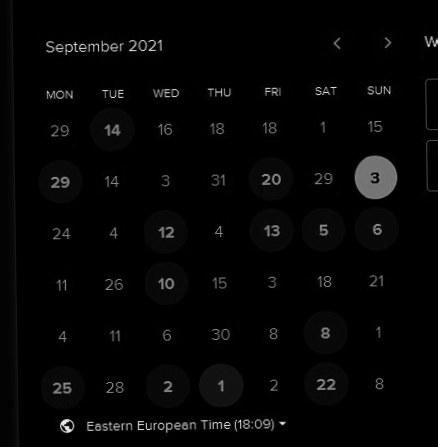 September 2021
W
MON TUE WED THU FRI SAT SUN
29 14 16 18 18 1 15
29 14 3 31 20 29 3
24 4 12 4 13 5 6
11 26 10 15 3 18 21
4 11 6 30 8 8 1
25 28 2 1 2 22 8
Eastern European Time (18:09)